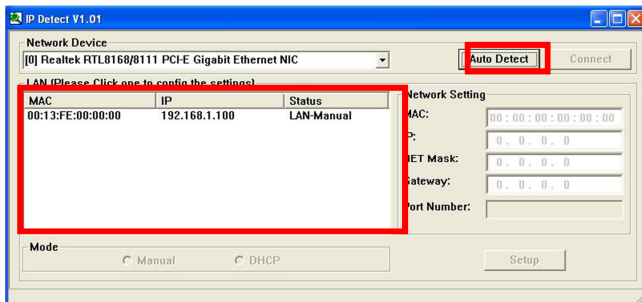 IP Detect V1.01
Network Device
[0] Realtek RTL8168/8111 PCI-E Gigabit Ethernet NIC
Auto Detect
Connect
LAN (Please Click one to config the settings)
MAC IP Status
00:13:FE:00:00:00 192.168.1.100 LAN-Manual
Network Setting
MAC: 00:00:00:00:00:00
IP: 0. 0. 0. 0
NET Mask: 0. 0. 0. 0
Gateway: 0. 0. 0. 0
Port Number:
Mode
Manual DHCP
Setup